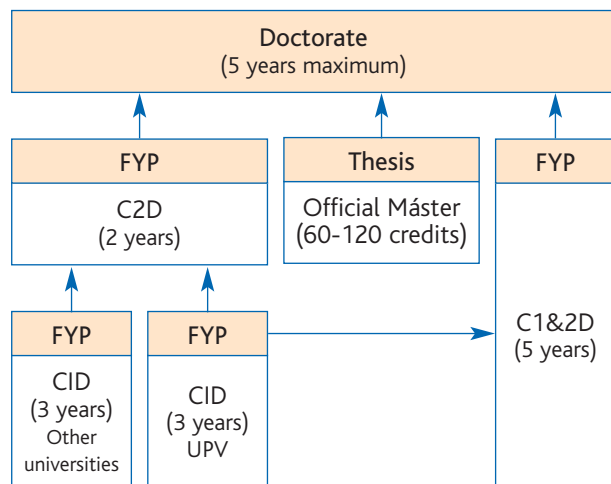 Doctorate
(5 years maximum)
FYP
C2D
(2 years)
Thesis
Official Máster
(60-120 credits)
FYP
C1&2D
(5 years)
FYP
CID
(3 years)
Other
universities
FYP
CID
(3 years)
UPV